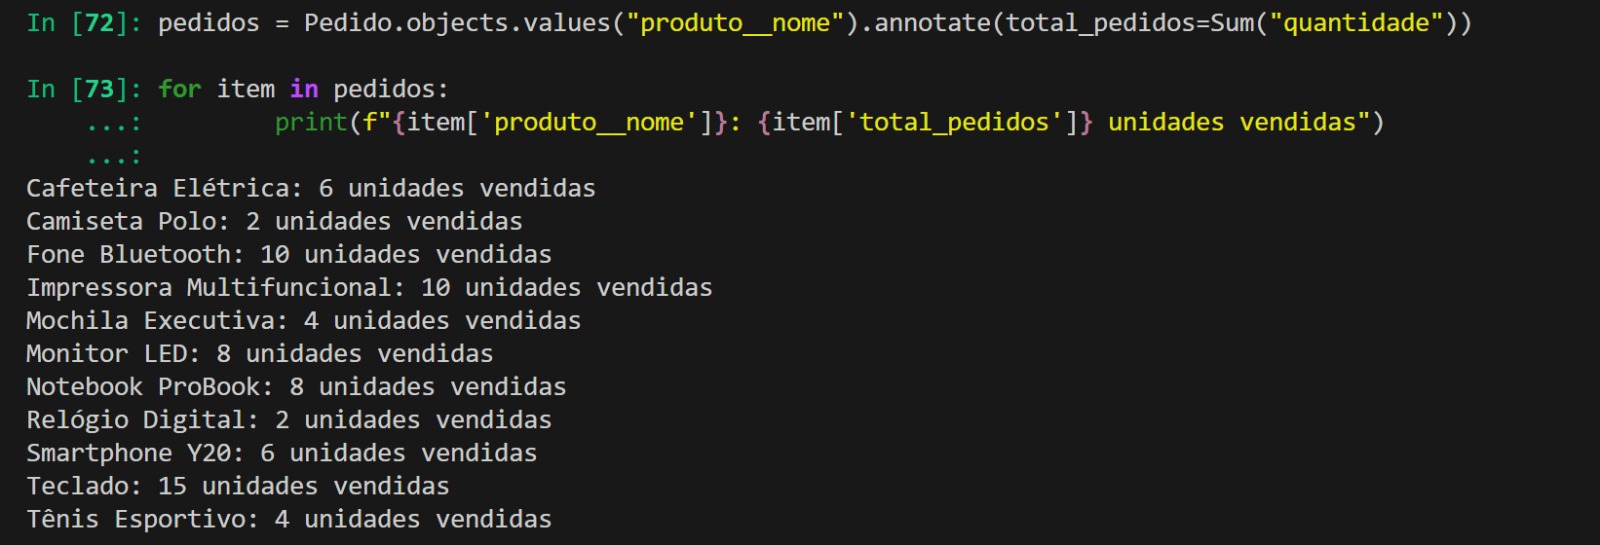 In [72]: pedidos = Pedido.objects.values("produto__nome").annotate(total_pedidos=Sum("quantidade"))
In [73]: for item in pedidos:
    ...:         print(f"{item['produto__nome']}: {item['total_pedidos']} unidades vendidas")
    ...:
Cafeteira Elétrica: 6 unidades vendidas
Camiseta Polo: 2 unidades vendidas
Fone Bluetooth: 10 unidades vendidas
Impressora Multifuncional: 10 unidades vendidas
Mochila Executiva: 4 unidades vendidas
Monitor LED: 8 unidades vendidas
Notebook ProBook: 8 unidades vendidas
Relógio Digital: 2 unidades vendidas
Smartphone Y20: 6 unidades vendidas
Teclado: 15 unidades vendidas
Tênis Esportivo: 4 unidades vendidas